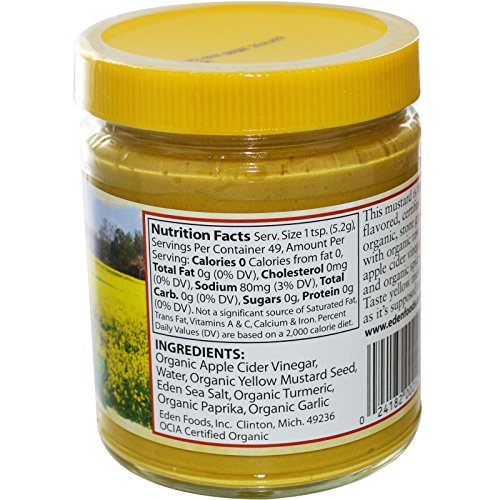 Nutrition Facts Serv. Size 1 tsp. (5.2g),
Servings Per Container 49, Amount Per
Serving: Calories 0 Calories from fat 0,
Total Fat 0g (0% DV), Cholesterol 0mg
(0% DV), Sodium 80mg (3% DV), Total
Carb. 0g (0% DV), Sugars 0g, Protein 0g
(0% DV). Not a significant source of Saturated Fat,
Trans Fat, Vitamins A & C, Calcium & Iron. Percent
Daily Values (DV) are based on a 2,000 calorie diet.
INGREDIENTS:
Organic Apple Cider Vinegar,
Water, Organic Yellow Mustard Seed,
Eden Sea Salt, Organic Turmeric,
Organic Paprika, Organic Garlic
Eden Foods, Inc. Clinton, Mich. 49236
OCIA Certified Organic
This mustard is
flavored,
organic, stone
with organic
apple cider
and organic
Taste yellow
as it's
www.edenfoods
0 24182